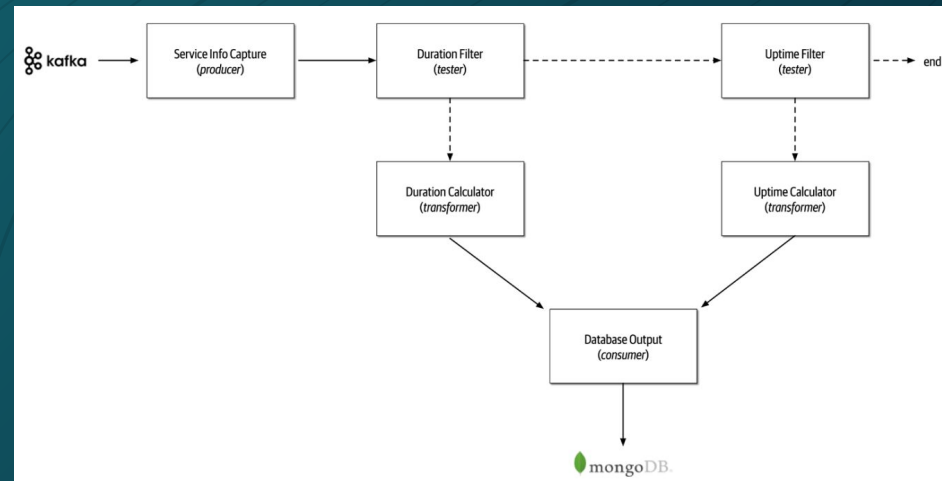 kafka
Service Info Capture
(producer)
Duration Filter
(tester)
Uptime Filter
(tester)
end
Duration Calculator
(transformer)
Uptime Calculator
(transformer)
Database Output
(consumer)
mongoDB.